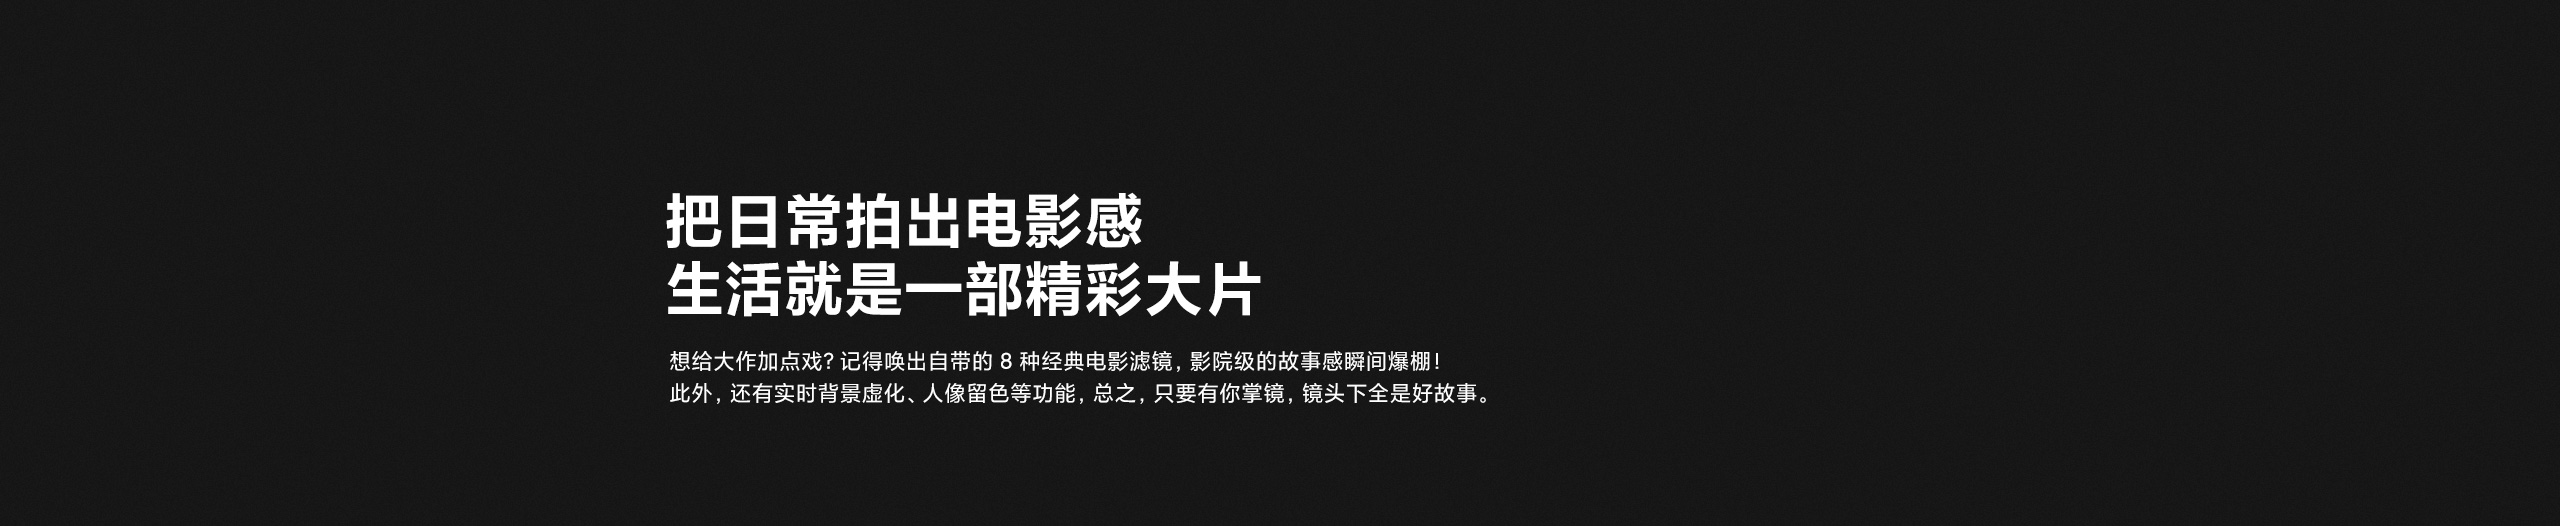 把日常拍出电影感
生活就是一部精彩大片
想给大作加点戏？记得唤出自带的 8 种经典电影滤镜，影院级的故事感瞬间爆棚！
此外，还有实时背景虚化、人像留色等功能，总之，只要有你掌镜，镜头下全是好故事。